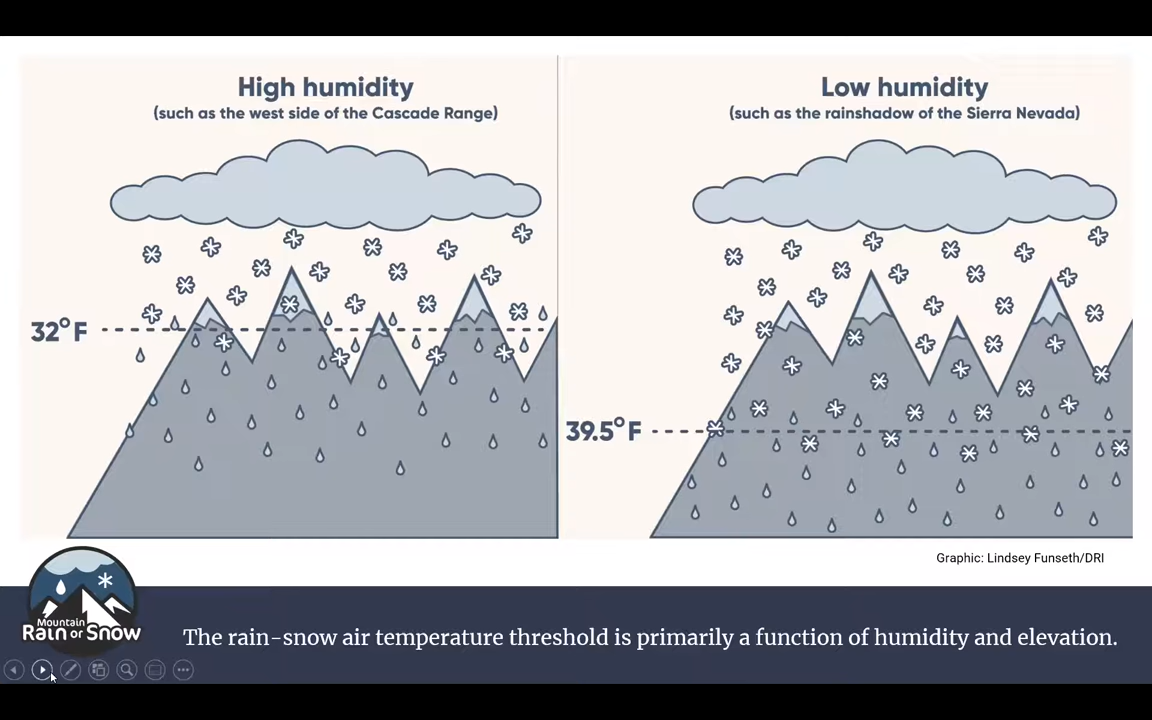 High humidity
(such as the west side of the Cascade Range)
32°F
Low humidity
(such as the rainshadow of the Sierra Nevada)
39.5°F
Graphic: Lindsey Funseth/DRI
Mountain
Rain or Snow
The rain-snow air temperature threshold is primarily a function of humidity and elevation.